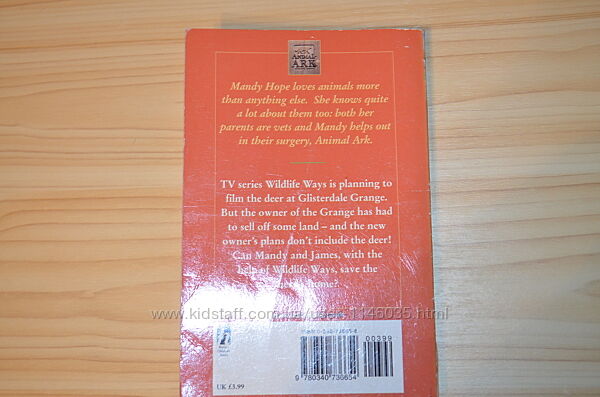 ANIMAL
ARK
Mandy Hope loves animals more
than anything else. She knows quite
a lot about them too: both her
parents are vets and Mandy helps out
in their surgery, Animal Ark.
TV series Wildlife Ways is planning to
film the deer at Glisterdale Grange.
But the owner of the Grange has had
to sell off some land – and the new
owner's plans don't include the deer!
Can Mandy and James, with the
help of Wildlife Ways, save the
home?
www.kidstaff.com.ua/user-1146035.html
00399
9 780340 736654
UK £3.99